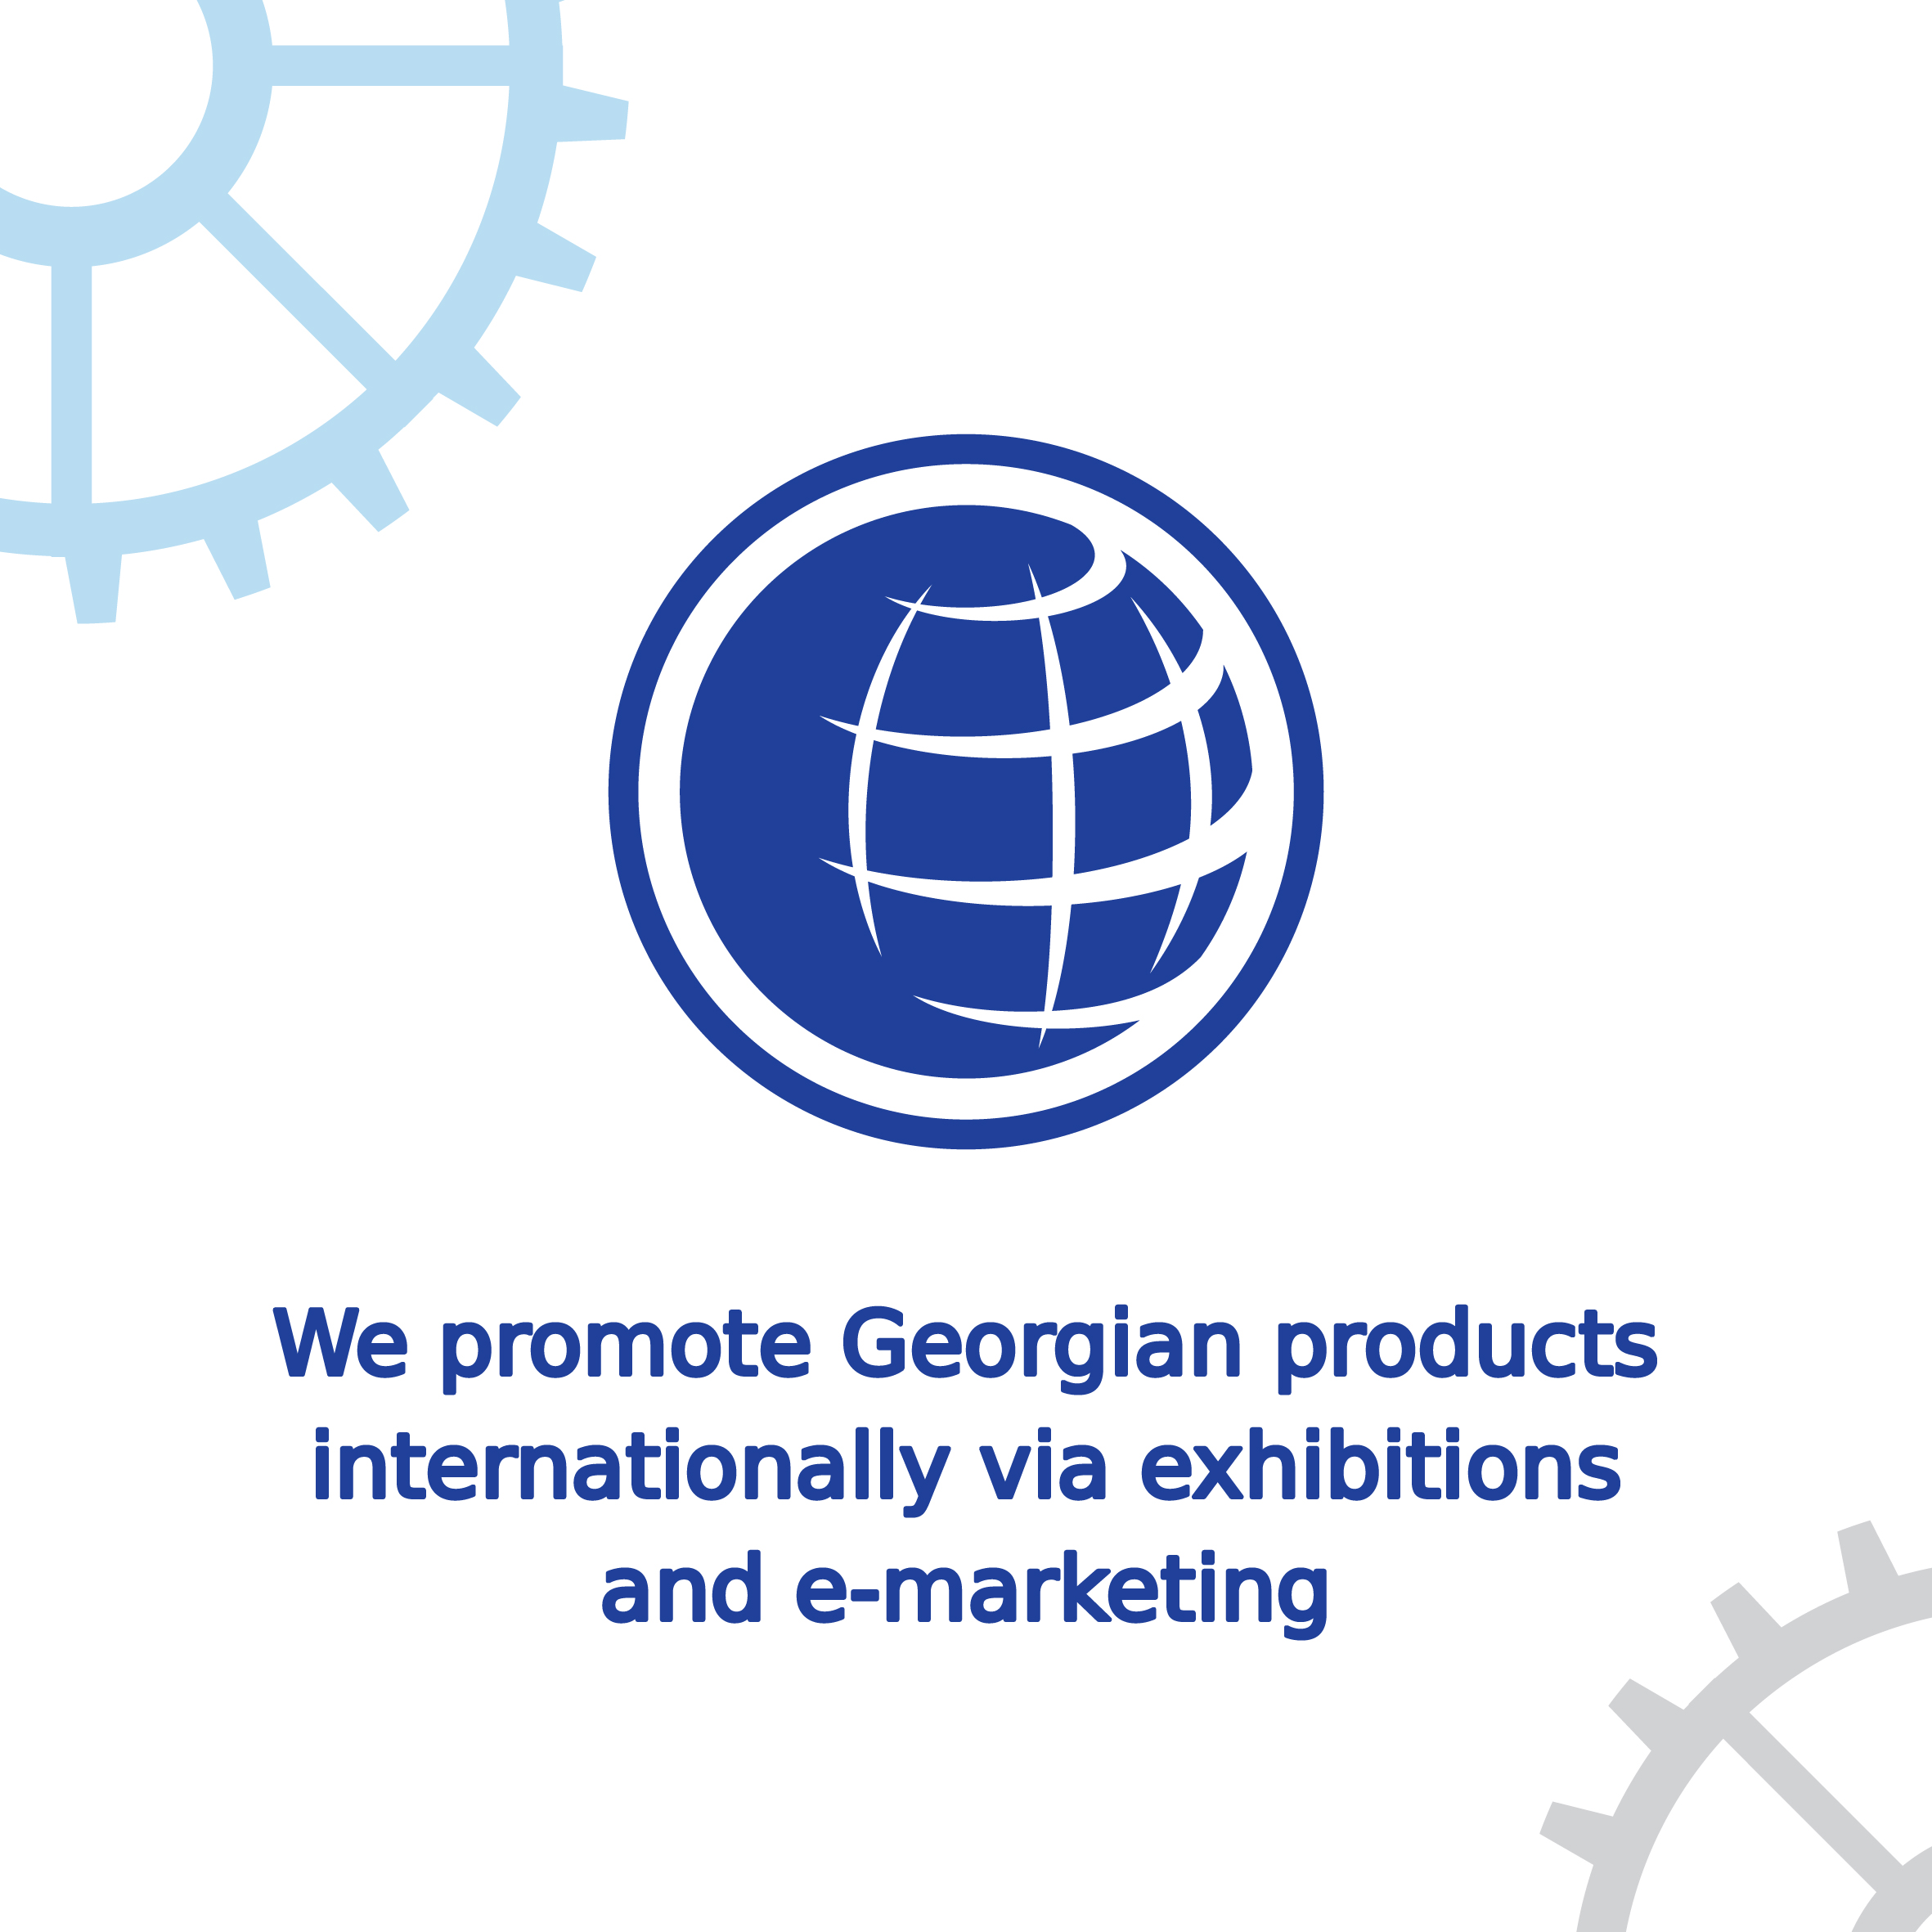 We promote Georgian products
internationally via exhibitions
and e-marketing